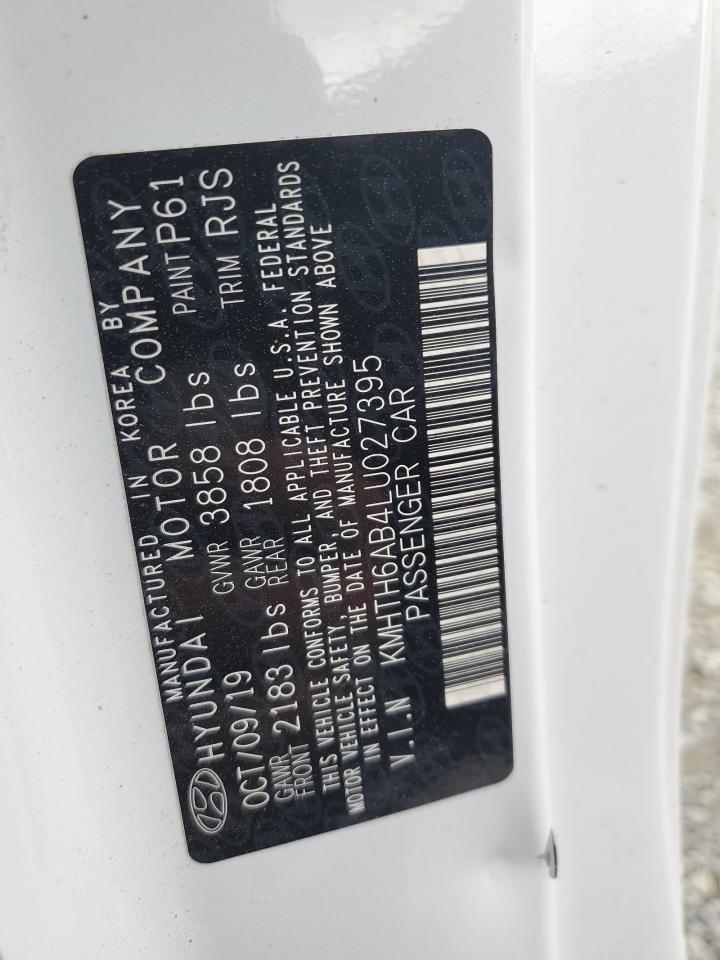 MANUFACTURED IN KOREA BY
HYUNDAI MOTOR COMPANY
OCT/09/19 GVWR 3858 lbs PAINT P61
GAWR FRONT 2183 lbs GAWR REAR 1808 lbs TRIM RJS
THIS VEHICLE CONFORMS TO ALL APPLICABLE U.S.A. FEDERAL
MOTOR VEHICLE SAFETY, BUMPER, AND THEFT PREVENTION STANDARDS
IN EFFECT ON THE DATE OF MANUFACTURE SHOWN ABOVE
V.I.N KMHTH6AB4LU027395
PASSENGER CAR